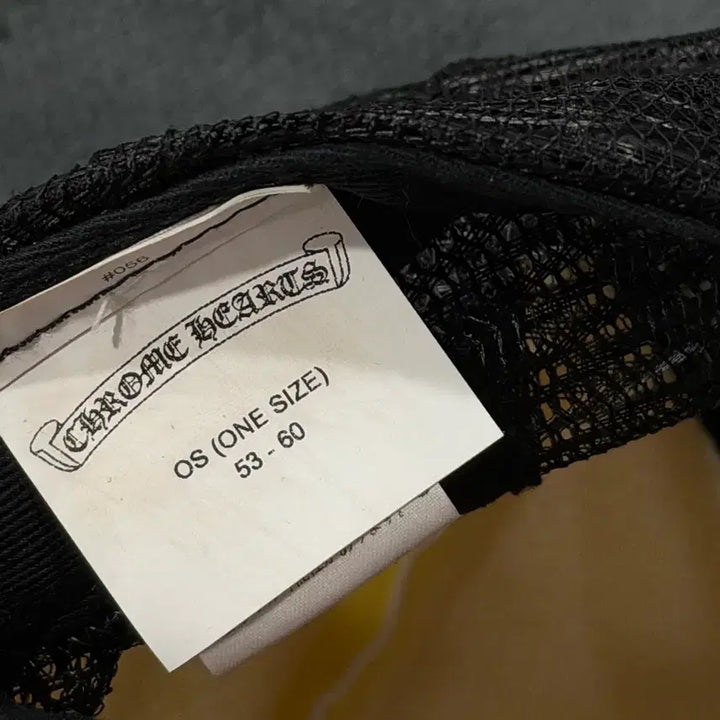 #056
CHROME HEARTS
OS (ONE SIZE)
53 - 60